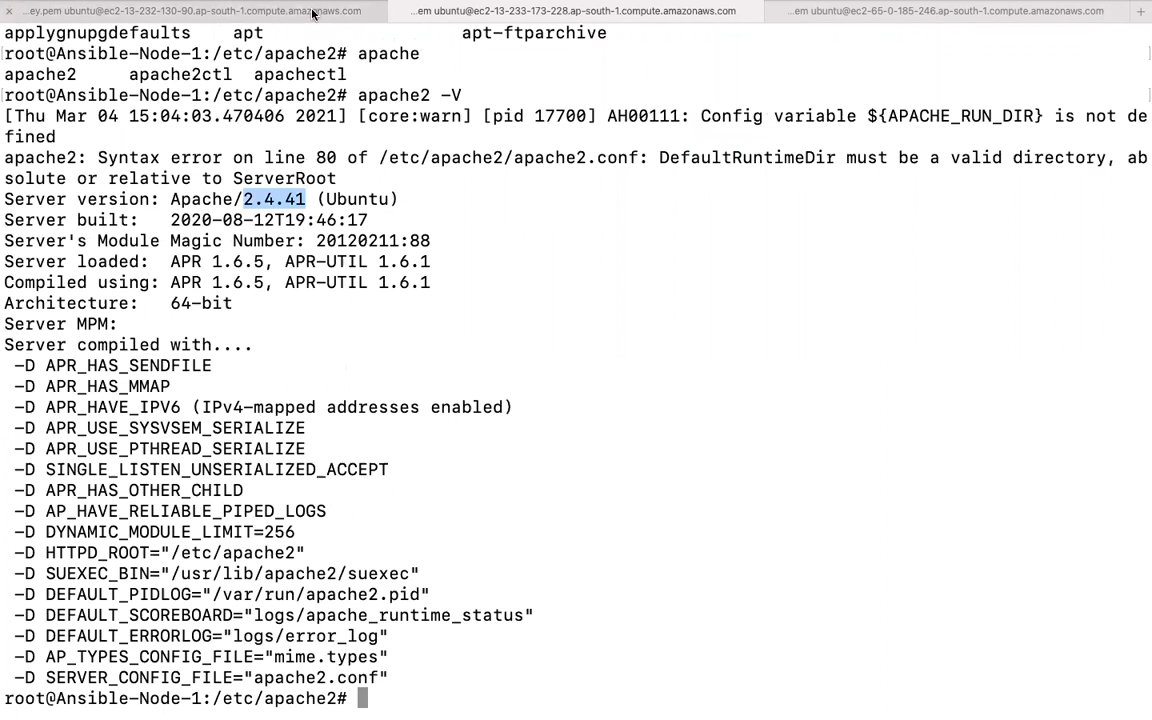 ...ey.pem ubuntu@ec2-13-232-130-90.ap-south-1.compute.amazonaws.com
...em ubuntu@ec2-13-233-173-228.ap-south-1.compute.amazonaws.com
...em ubuntu@ec2-65-0-185-246.ap-south-1.compute.amazonaws.com
applygnupgdefaults    apt                   apt-ftparchive
root@Ansible-Node-1:/etc/apache2# apache
apache2     apache2ctl  apachectl
root@Ansible-Node-1:/etc/apache2# apache2 -V
[Thu Mar 04 15:04:03.470406 2021] [core:warn] [pid 17700] AH00111: Config variable ${APACHE_RUN_DIR} is not de
fined
apache2: Syntax error on line 80 of /etc/apache2/apache2.conf: DefaultRuntimeDir must be a valid directory, ab
solute or relative to ServerRoot
Server version: Apache/2.4.41 (Ubuntu)
Server built:   2020-08-12T19:46:17
Server's Module Magic Number: 20120211:88
Server loaded:  APR 1.6.5, APR-UTIL 1.6.1
Compiled using: APR 1.6.5, APR-UTIL 1.6.1
Architecture:   64-bit
Server MPM:
Server compiled with....
 -D APR_HAS_SENDFILE
 -D APR_HAS_MMAP
 -D APR_HAVE_IPV6 (IPv4-mapped addresses enabled)
 -D APR_USE_SYSVSEM_SERIALIZE
 -D APR_USE_PTHREAD_SERIALIZE
 -D SINGLE_LISTEN_UNSERIALIZED_ACCEPT
 -D APR_HAS_OTHER_CHILD
 -D AP_HAVE_RELIABLE_PIPED_LOGS
 -D DYNAMIC_MODULE_LIMIT=256
 -D HTTPD_ROOT="/etc/apache2"
 -D SUEXEC_BIN="/usr/lib/apache2/suexec"
 -D DEFAULT_PIDLOG="/var/run/apache2.pid"
 -D DEFAULT_SCOREBOARD="logs/apache_runtime_status"
 -D DEFAULT_ERRORLOG="logs/error_log"
 -D AP_TYPES_CONFIG_FILE="mime.types"
 -D SERVER_CONFIG_FILE="apache2.conf"
root@Ansible-Node-1:/etc/apache2#